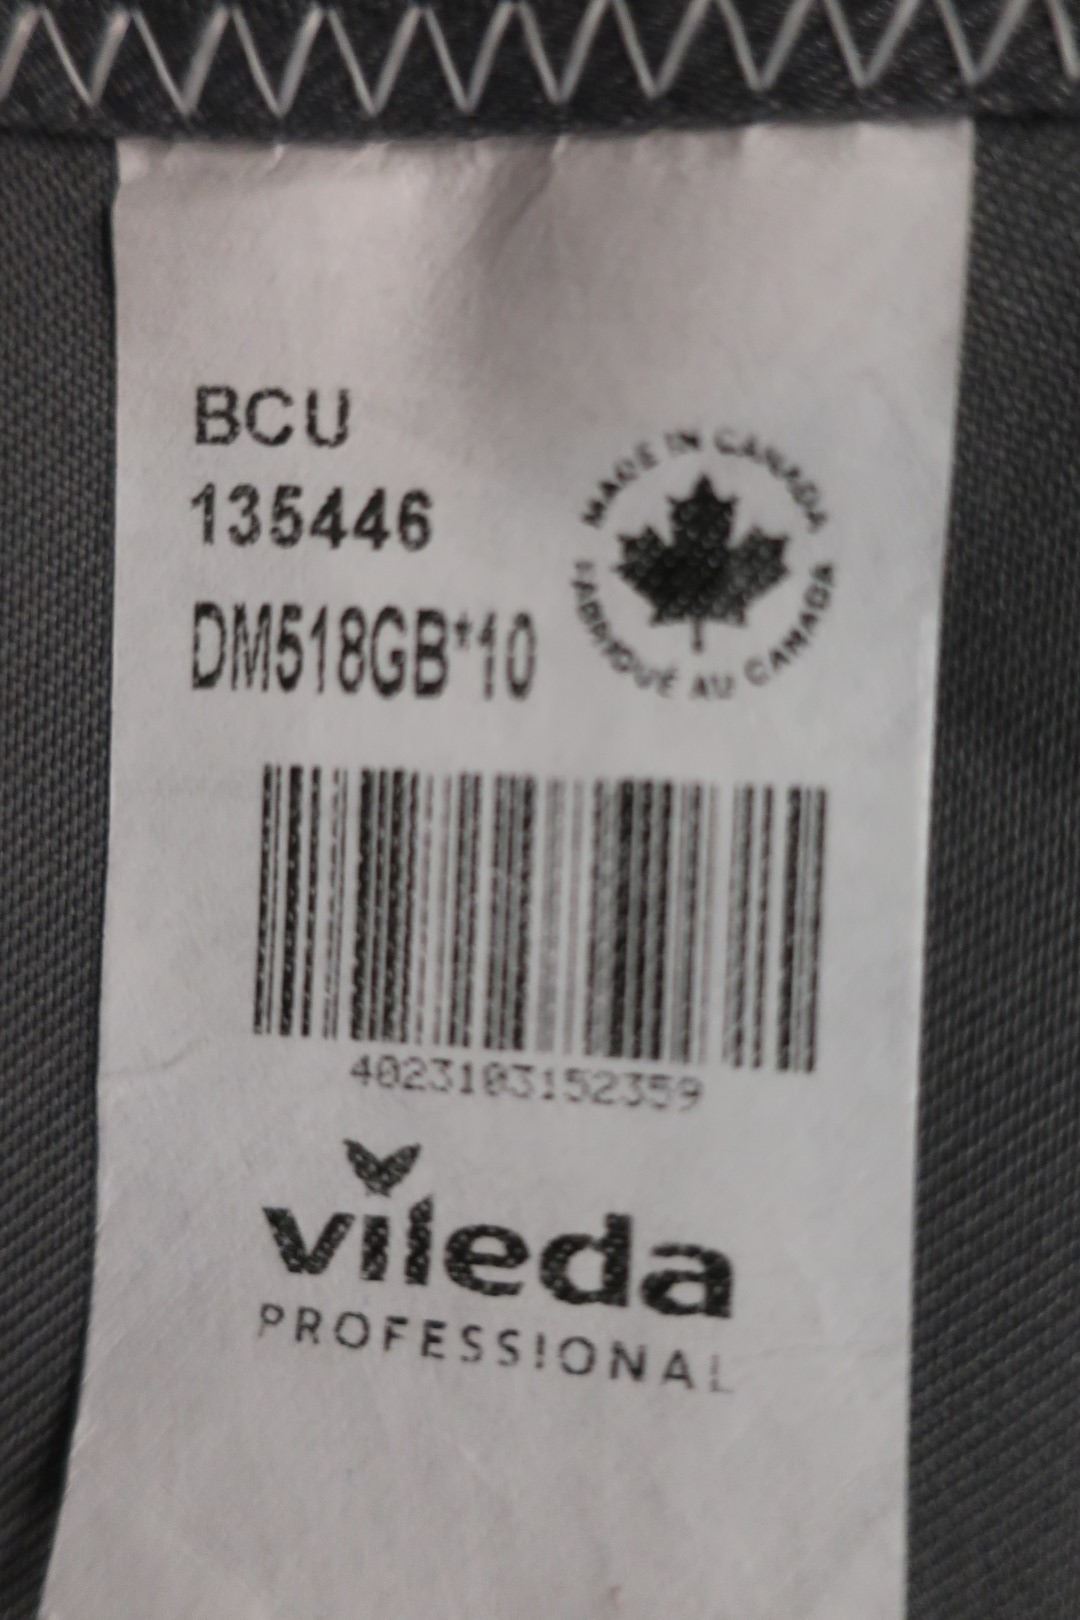 BCU
135446
DM518GB*10
MADE IN CANADA
FABRIQUÉ AU CANADA
4023103152359
vileda
PROFESSIONAL